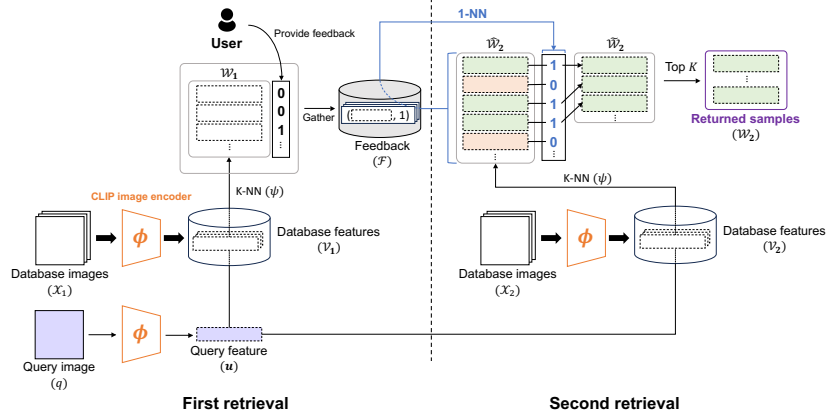 User
Provide feedback
𝒲₁
0
0
1
⋮
⋮
Gather
( , 1)
Feedback
(ℱ)
K-NN (ψ)
CLIP image encoder
ϕ
Database images
(𝒳₁)
Database features
(𝒱₁)
ϕ
Query image
(q)
Query feature
(𝒖)
First retrieval
1-NN
𝒲̃₂
1
0
1
1
0
⋮
⋮
𝒲̂₂
⋮
Top K
⋮
Returned samples
(𝒲₂)
K-NN (ψ)
ϕ
Database images
(𝒳₂)
Database features
(𝒱₂)
Second retrieval